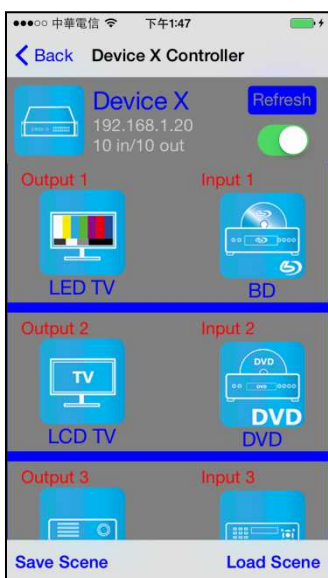 中華電信 下午1:47
Back Device X Controller
Device X
Refresh
192.168.1.20
10 in/10 out
Output 1 Input 1
LED TV BD
Output 2 Input 2
TV DVD
DVD
LCD TV DVD
Output 3 Input 3
Save Scene Load Scene